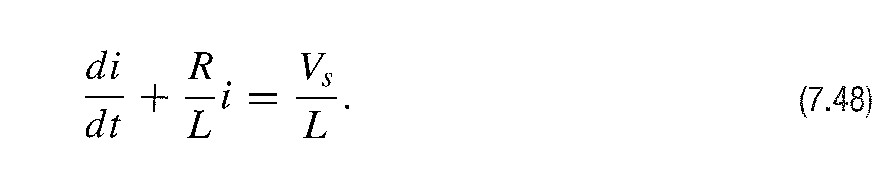 di/dt + R/L i = V_s/L. (7.48)